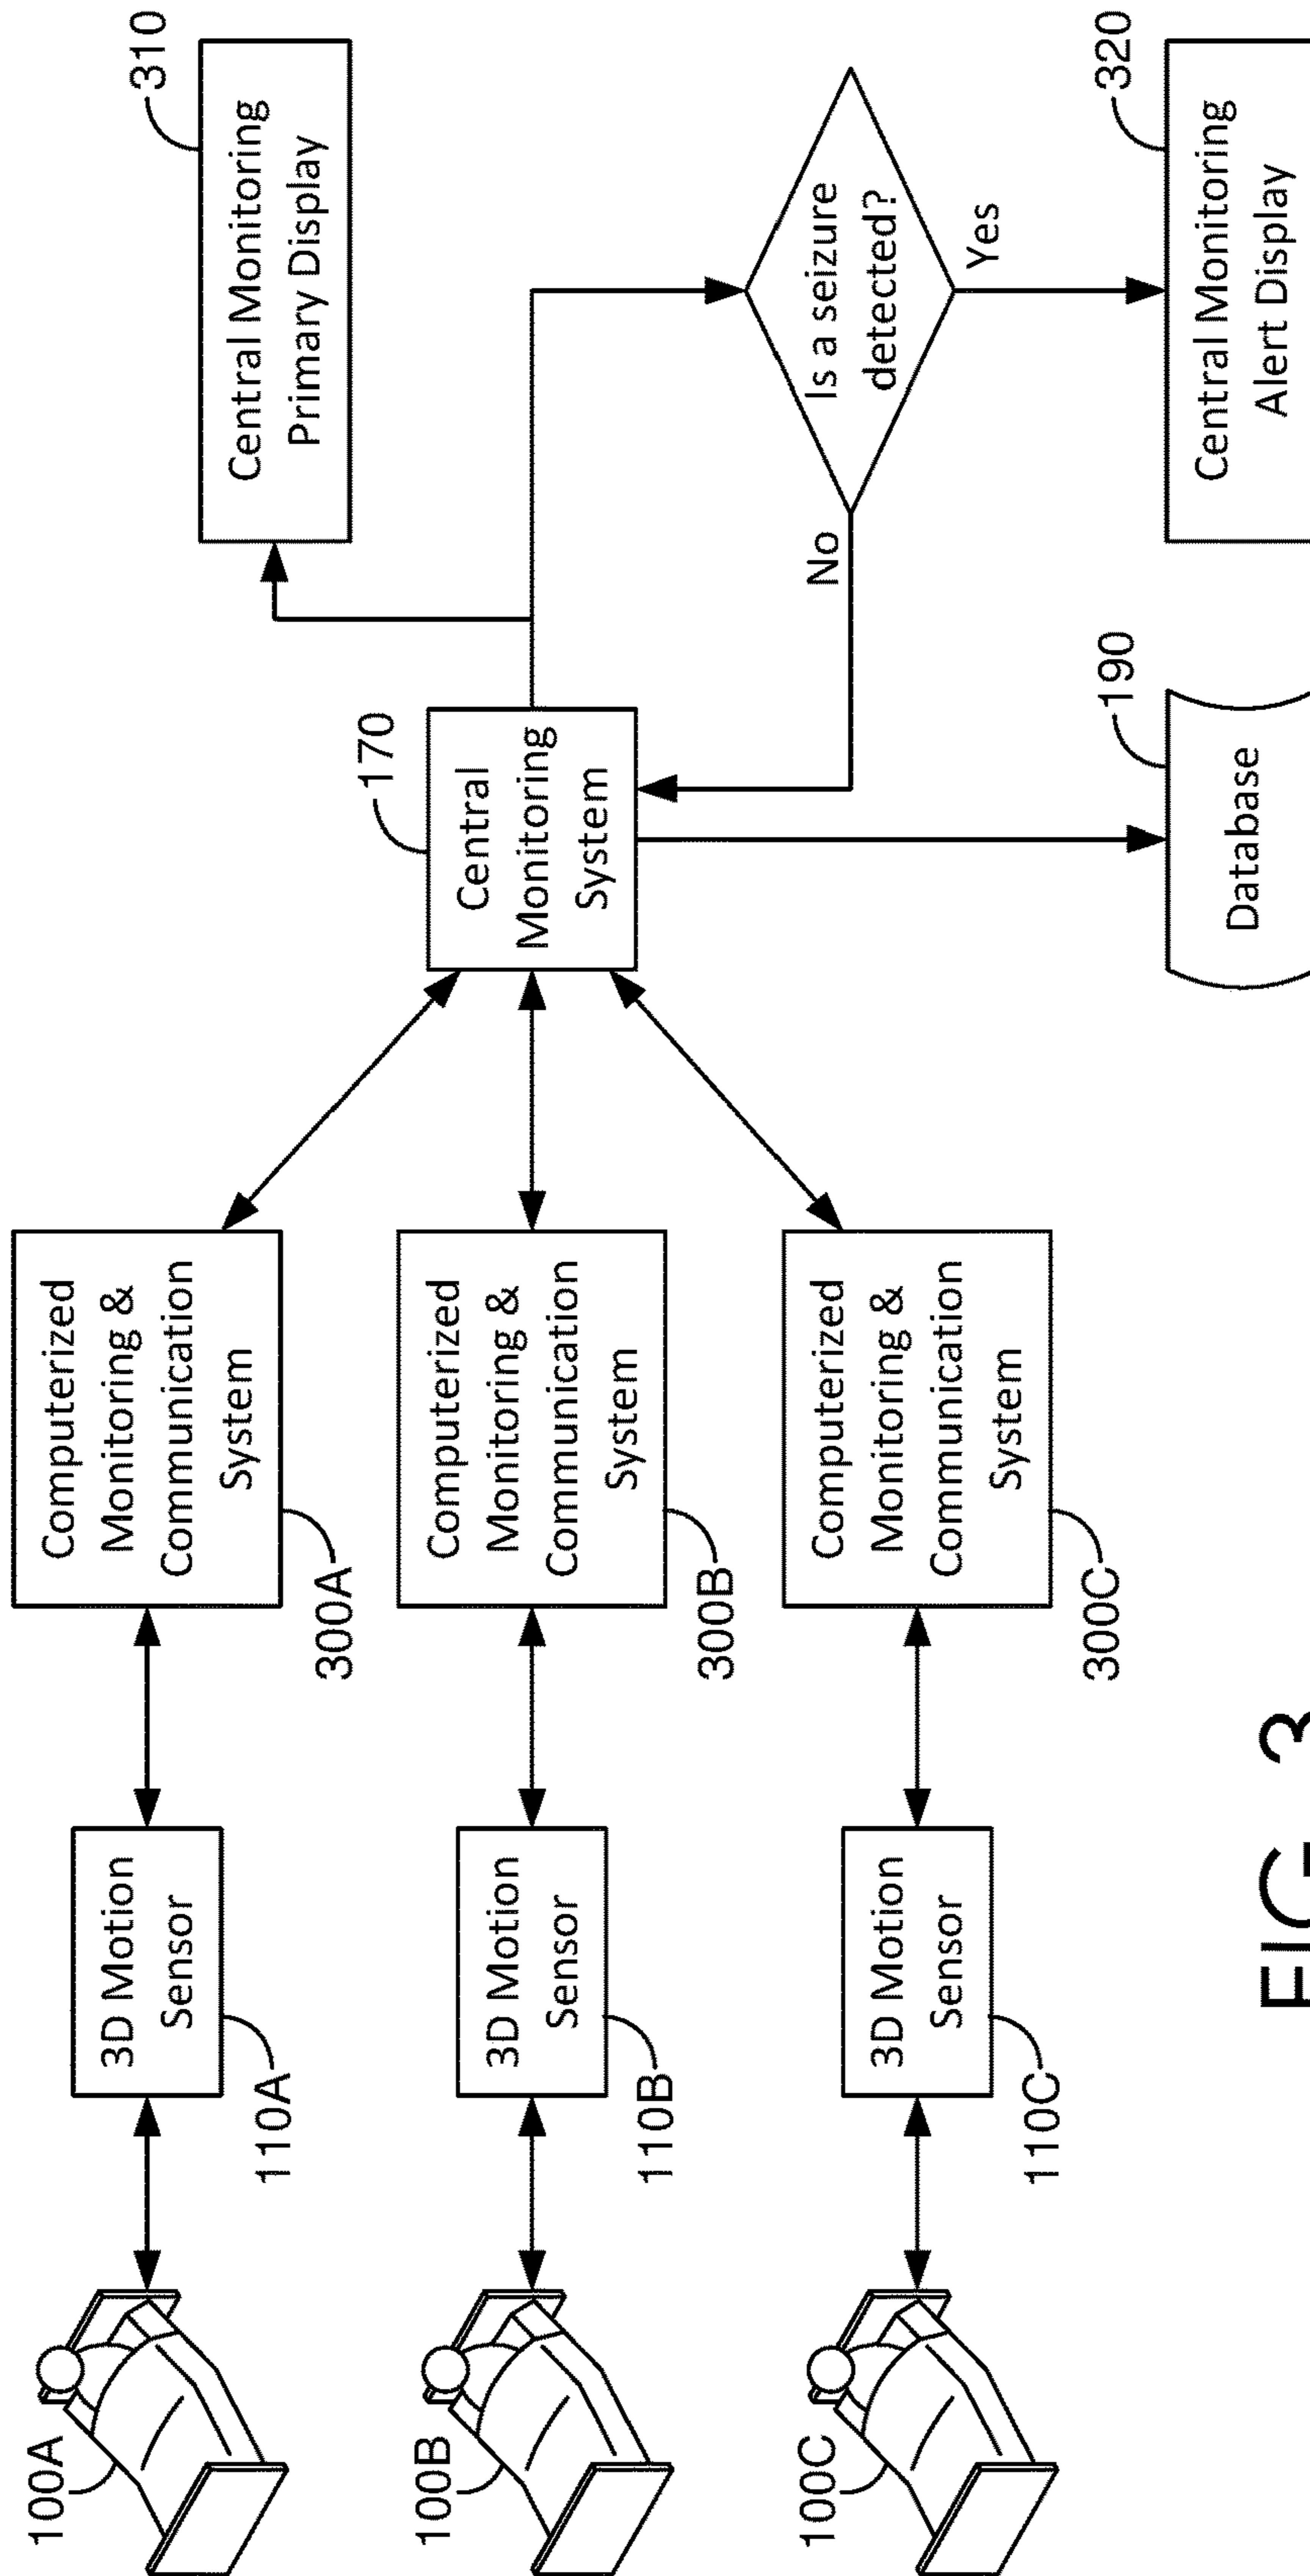 100A
110A
3D Motion
Sensor
300A
Computerized
Monitoring &
Communication
System
100B
110B
3D Motion
Sensor
300B
Computerized
Monitoring &
Communication
System
100C
110C
3D Motion
Sensor
300C
Computerized
Monitoring &
Communication
System
170
Central
Monitoring
System
310
Central Monitoring
Primary Display
Is a seizure
detected?
No
Yes
190
Database
320
Central Monitoring
Alert Display
FIG. 3